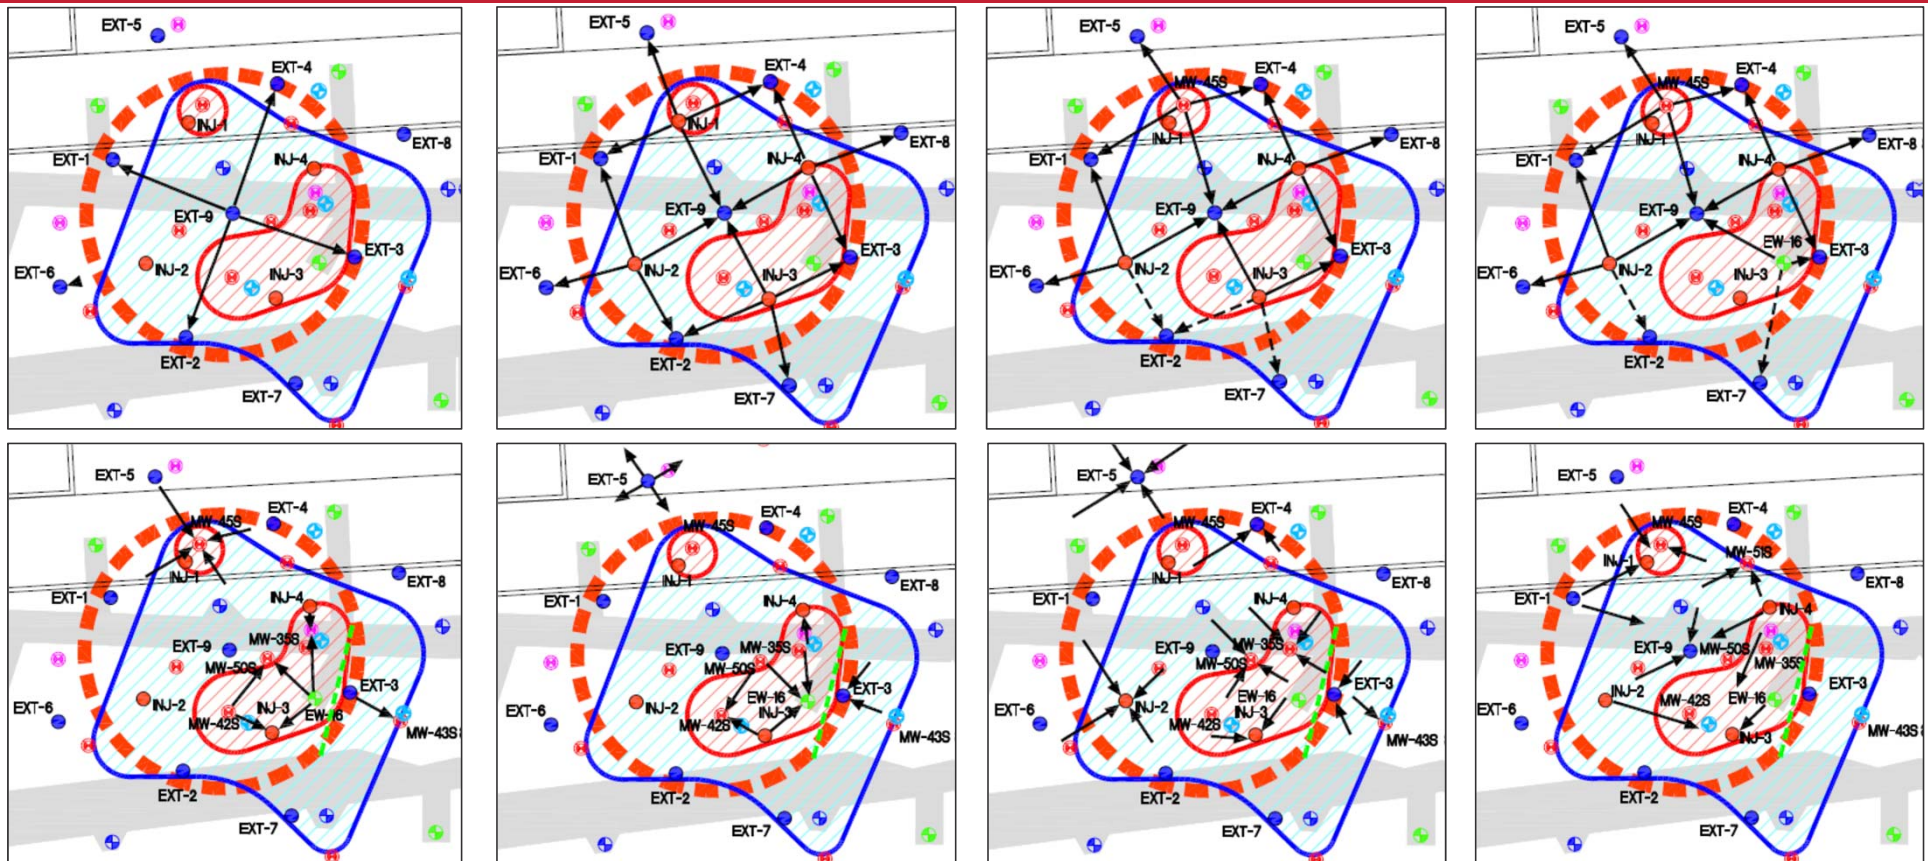 EXT-5
EXT-4
INJ-1
EXT-8
EXT-1
INJ-4
EXT-9
EXT-3
EXT-6
INJ-2
INJ-3
EXT-2
EXT-7
EXT-5
EXT-4
INJ-1
EXT-8
EXT-1
INJ-4
EXT-9
EXT-3
EXT-6
INJ-2
INJ-3
EXT-2
EXT-7
EXT-5
EXT-4
MW-45S
INJ-1
EXT-8
EXT-1
INJ-4
EXT-9
EXT-3
EXT-6
INJ-2
INJ-3
EXT-2
EXT-7
EXT-5
EXT-4
MW-45S
INJ-1
EXT-8
EXT-1
INJ-4
EXT-9
EW-16
EXT-3
EXT-6
INJ-2
INJ-3
EXT-2
EXT-7
EXT-5
EXT-4
MW-45S
INJ-1
EXT-8
EXT-1
INJ-4
EXT-9
MW-35S
MW-50S
EXT-3
INJ-2
INJ-3
EW-16
EXT-6
MW-42S
MW-43S
EXT-2
EXT-7
EXT-5
EXT-4
MW-45S
INJ-1
EXT-8
EXT-1
INJ-4
EXT-9
MW-35S
MW-50S
EXT-3
EW-16
INJ-2
INJ-3
EXT-6
MW-42S
MW-43S
EXT-2
EXT-7
EXT-5
EXT-4
MW-45S
INJ-1
EXT-8
EXT-1
INJ-4
EXT-9
MW-35S
MW-50S
EXT-3
EW-16
INJ-2
INJ-3
EXT-6
MW-42S
MW-43S
EXT-2
EXT-7
EXT-5
EXT-4
MW-45S
MW-51S
INJ-1
EXT-8
EXT-1
INJ-4
EXT-9
MW-50S
MW-35S
EXT-3
INJ-2
MW-42S
EW-16
EXT-6
INJ-3
MW-43S
EXT-2
EXT-7